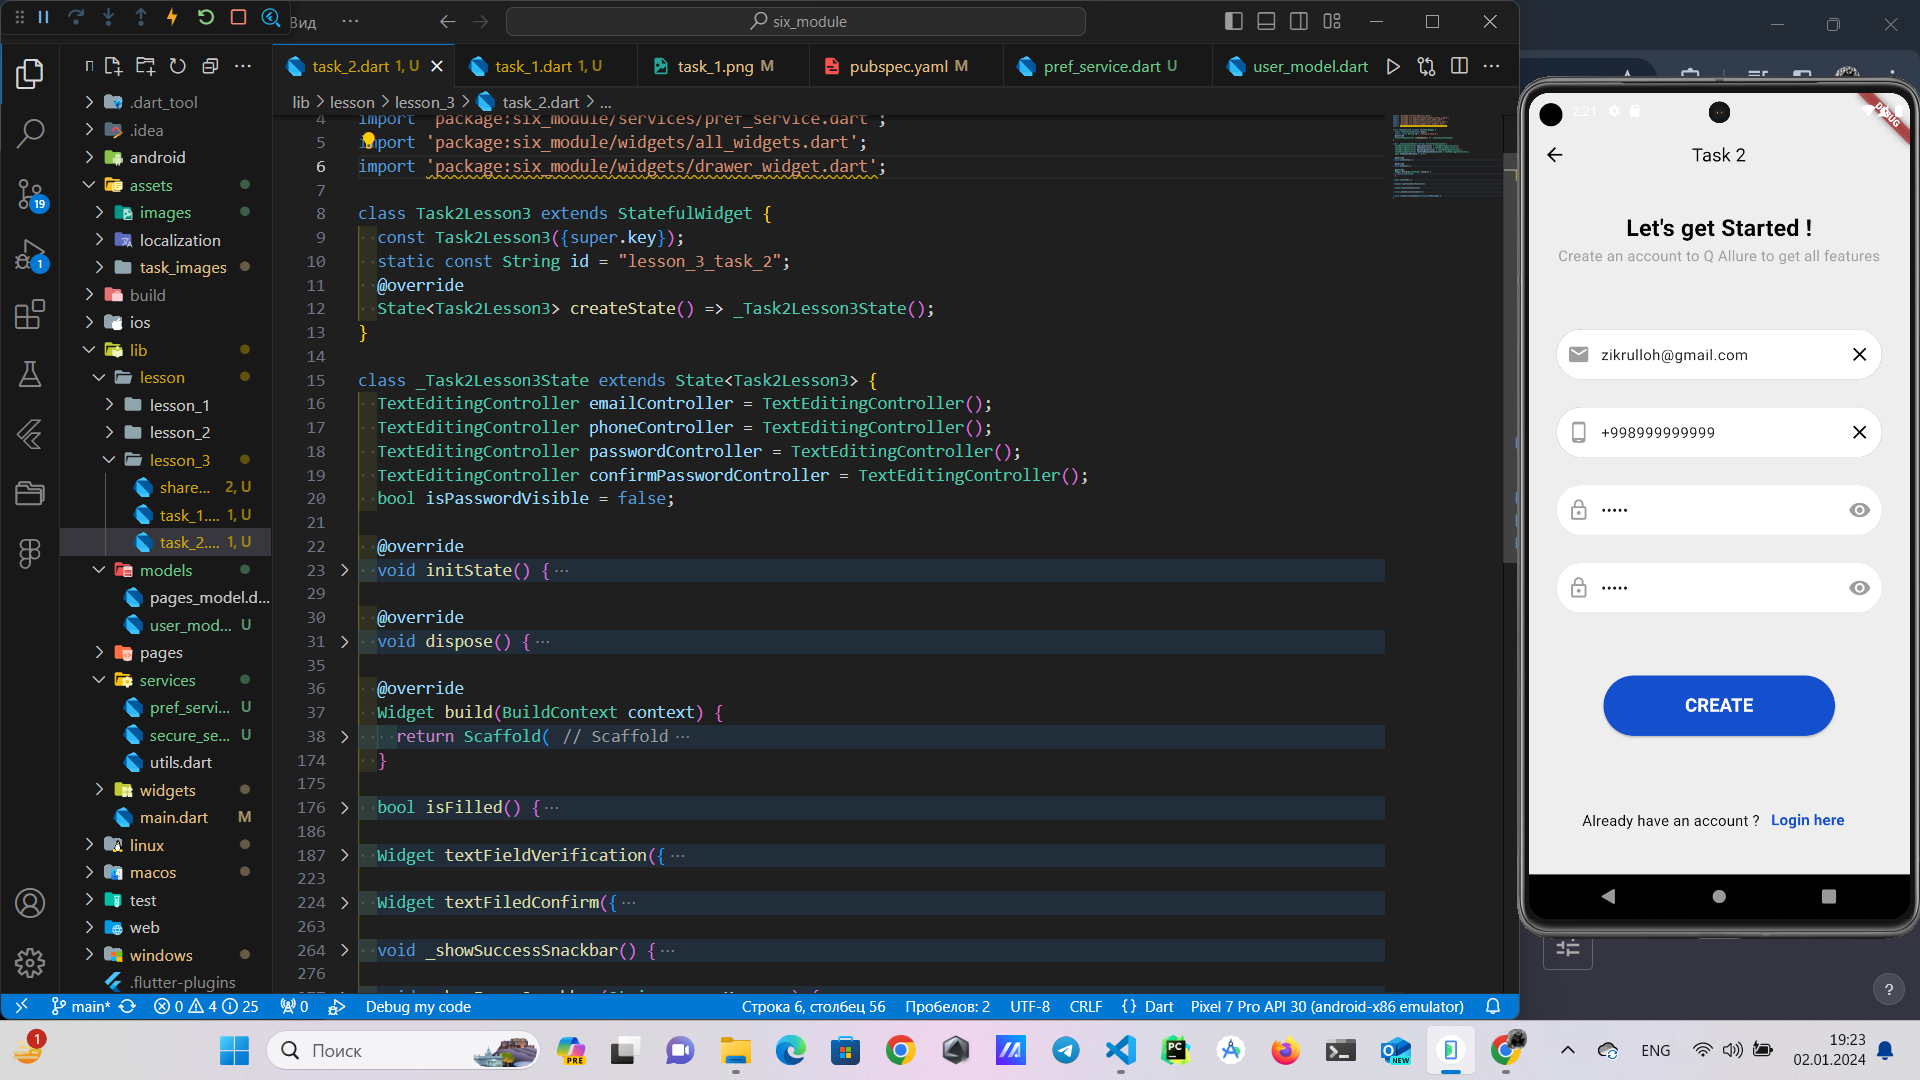 Вид
six_module
п
task_2.dart 1, U
task_1.dart 1, U
task_1.png M
pubspec.yaml M
pref_service.dart U
user_model.dart
lib > lesson > lesson_3 > task_2.dart > ...
.dart_tool
.idea
android
assets
images
localization
task_images
build
ios
lib
lesson
lesson_1
lesson_2
lesson_3
share... 2, U
task_1.... 1, U
task_2.... 1, U
models
pages_model.d...
user_mod... U
pages
services
pref_servi... U
secure_se... U
utils.dart
widgets
main.dart M
linux
macos
test
web
windows
.flutter-plugins
19
1
4 import 'package:six_module/services/pref_service.dart';
5 import 'package:six_module/widgets/all_widgets.dart';
6 import 'package:six_module/widgets/drawer_widget.dart';
7
8 class Task2Lesson3 extends StatefulWidget {
9 const Task2Lesson3({super.key});
10 static const String id = "lesson_3_task_2";
11 @override
12 State<Task2Lesson3> createState() => _Task2Lesson3State();
13 }
14
15 class _Task2Lesson3State extends State<Task2Lesson3> {
16 TextEditingController emailController = TextEditingController();
17 TextEditingController phoneController = TextEditingController();
18 TextEditingController passwordController = TextEditingController();
19 TextEditingController confirmPasswordController = TextEditingController();
20 bool isPasswordVisible = false;
21
22 @override
23 void initState() { ...
29
30 @override
31 void dispose() { ...
35
36 @override
37 Widget build(BuildContext context) {
38 return Scaffold( // Scaffold ...
174 }
175
176 bool isFilled() { ...
186
187 Widget textFieldVerification({ ...
223
224 Widget textFiledConfirm({ ...
263
264 void _showSuccessSnackbar() { ...
276
main* 0 4 25 0 Debug my code
Строка 6, столбец 56 Пробелов: 2 UTF-8 CRLF {} Dart Pixel 7 Pro API 30 (android-x86 emulator)
2:21
DEBUG
Task 2
Let's get Started !
Create an account to Q Allure to get all features
zikrulloh@gmail.com
+998999999999
•••••
•••••
CREATE
Already have an account ? Login here
?
1
Поиск
PRE
PC
NEW
ENG
19:23
02.01.2024